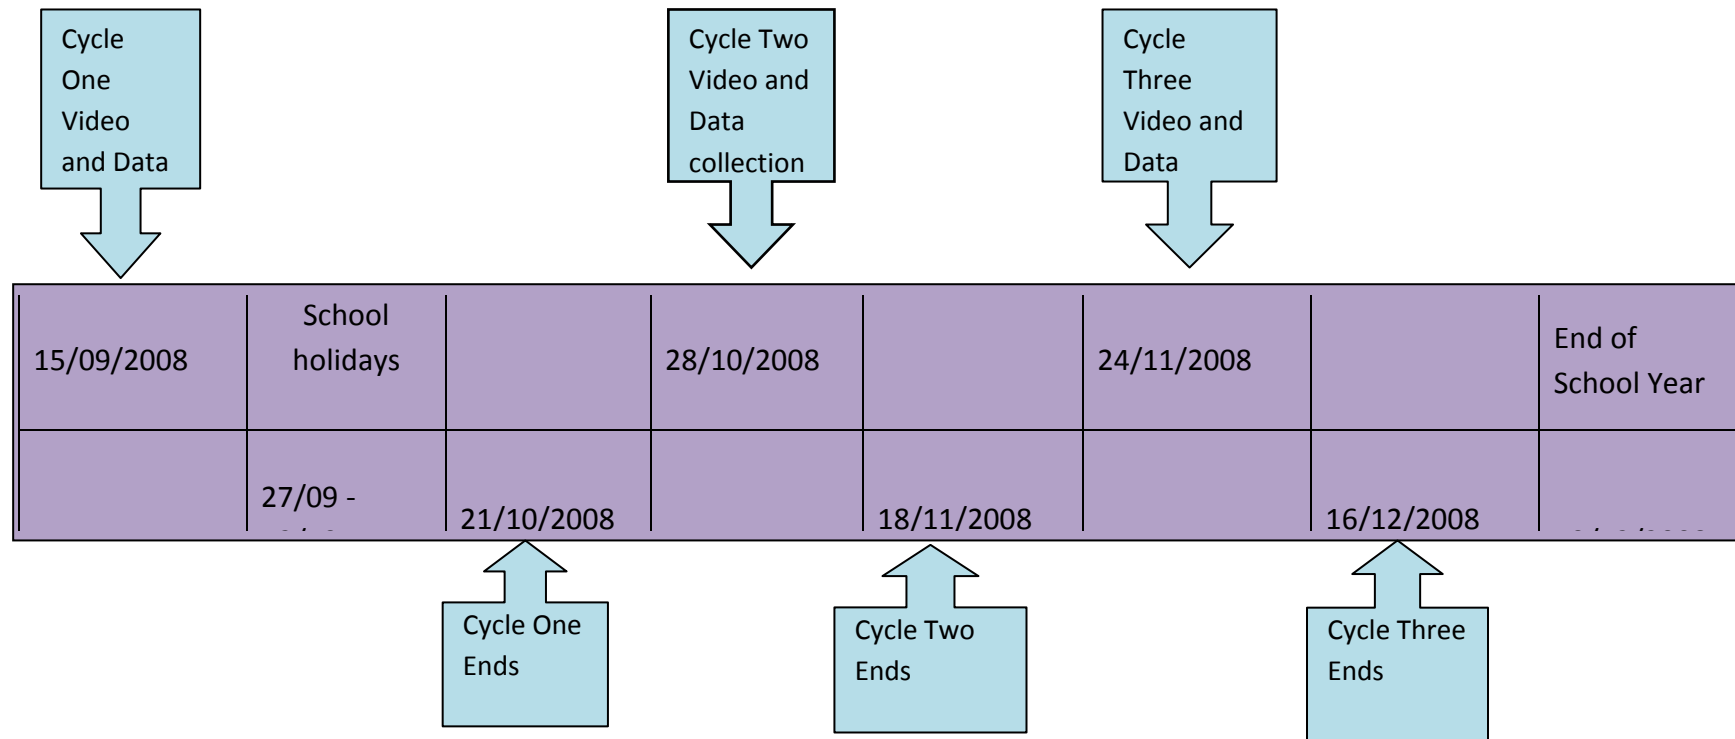 Cycle
One
Video
and Data
Cycle Two
Video and
Data
collection
Cycle
Three
Video and
Data
15/09/2008
School
holidays
28/10/2008
24/11/2008
End of
School Year
27/09 -
21/10/2008
18/11/2008
16/12/2008
Cycle One
Ends
Cycle Two
Ends
Cycle Three
Ends